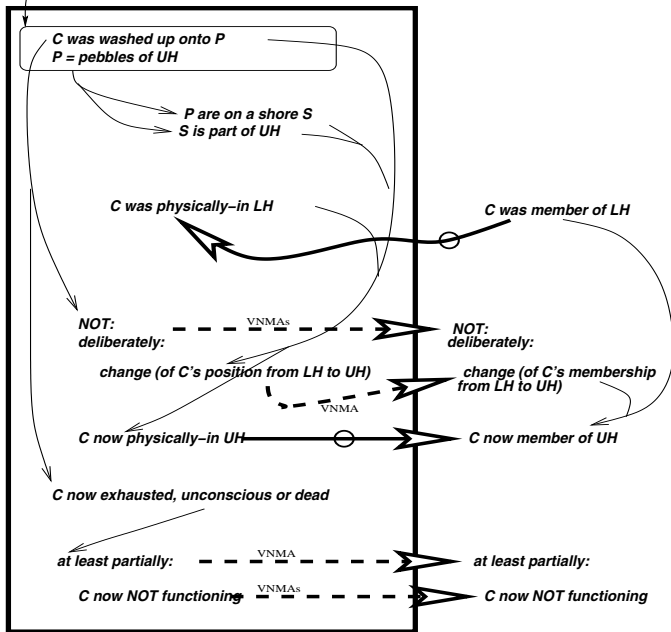 C was washed up onto P
P = pebbles of UH
P are on a shore S
S is part of UH
C was physically–in LH
C was member of LH
NOT:
deliberately:
VNMAs
NOT:
deliberately:
change (of C's position from LH to UH)
change (of C's membership
from LH to UH)
VNMA
C now physically–in UH
C now member of UH
C now exhausted, unconscious or dead
at least partially:
VNMA
at least partially:
C now NOT functioning
VNMAs
C now NOT functioning